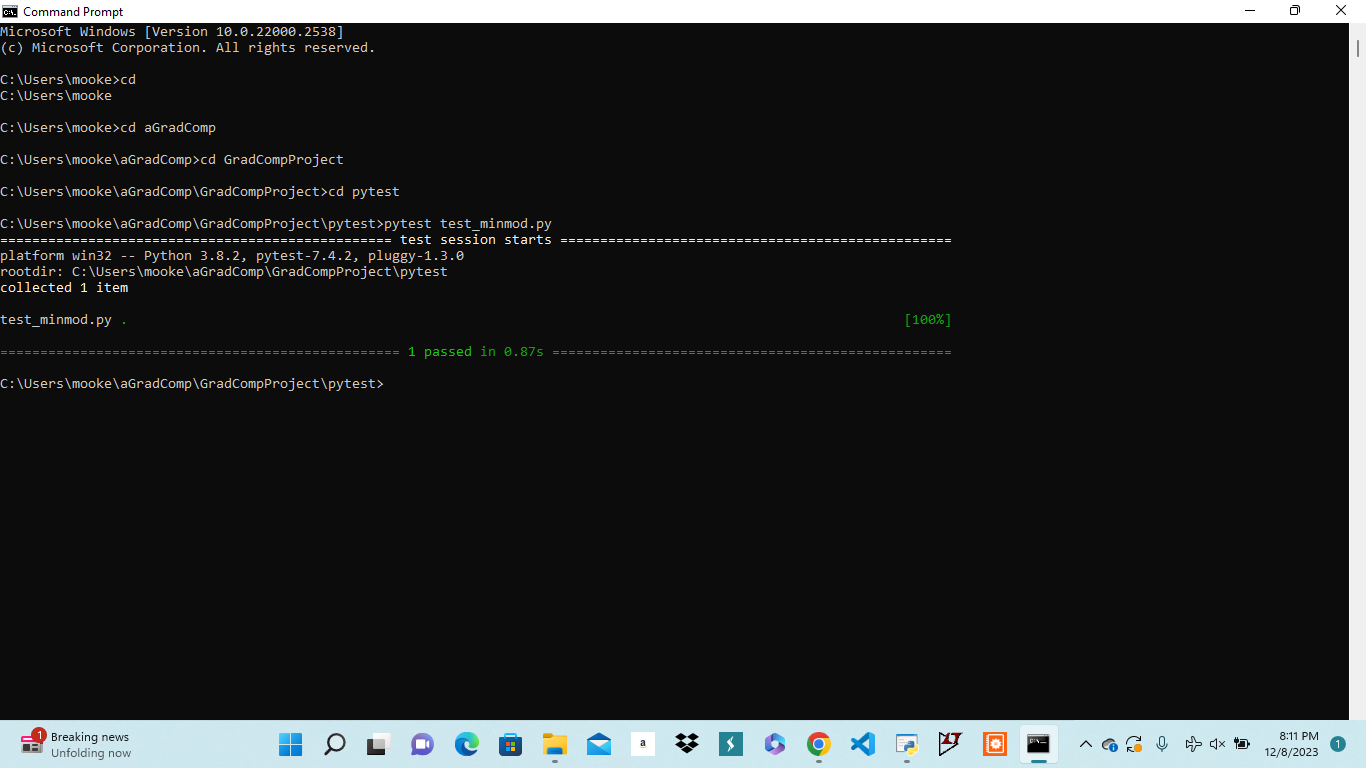 Command Prompt
Microsoft Windows [Version 10.0.22000.2538]
(c) Microsoft Corporation. All rights reserved.
C:\Users\mooke>cd
C:\Users\mooke
C:\Users\mooke>cd aGradComp
C:\Users\mooke\aGradComp>cd GradCompProject
C:\Users\mooke\aGradComp\GradCompProject>cd pytest
C:\Users\mooke\aGradComp\GradCompProject\pytest>pytest test_minmod.py
================================================= test session starts =================================================
platform win32 -- Python 3.8.2, pytest-7.4.2, pluggy-1.3.0
rootdir: C:\Users\mooke\aGradComp\GradCompProject\pytest
collected 1 item
test_minmod.py . [100%]
================================================== 1 passed in 0.87s ==================================================
C:\Users\mooke\aGradComp\GradCompProject\pytest>
1
Breaking news
Unfolding now
a
8:11 PM
12/8/2023
1